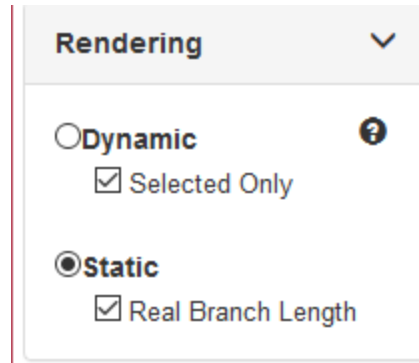 Rendering
Dynamic
Selected Only
Static
Real Branch Length